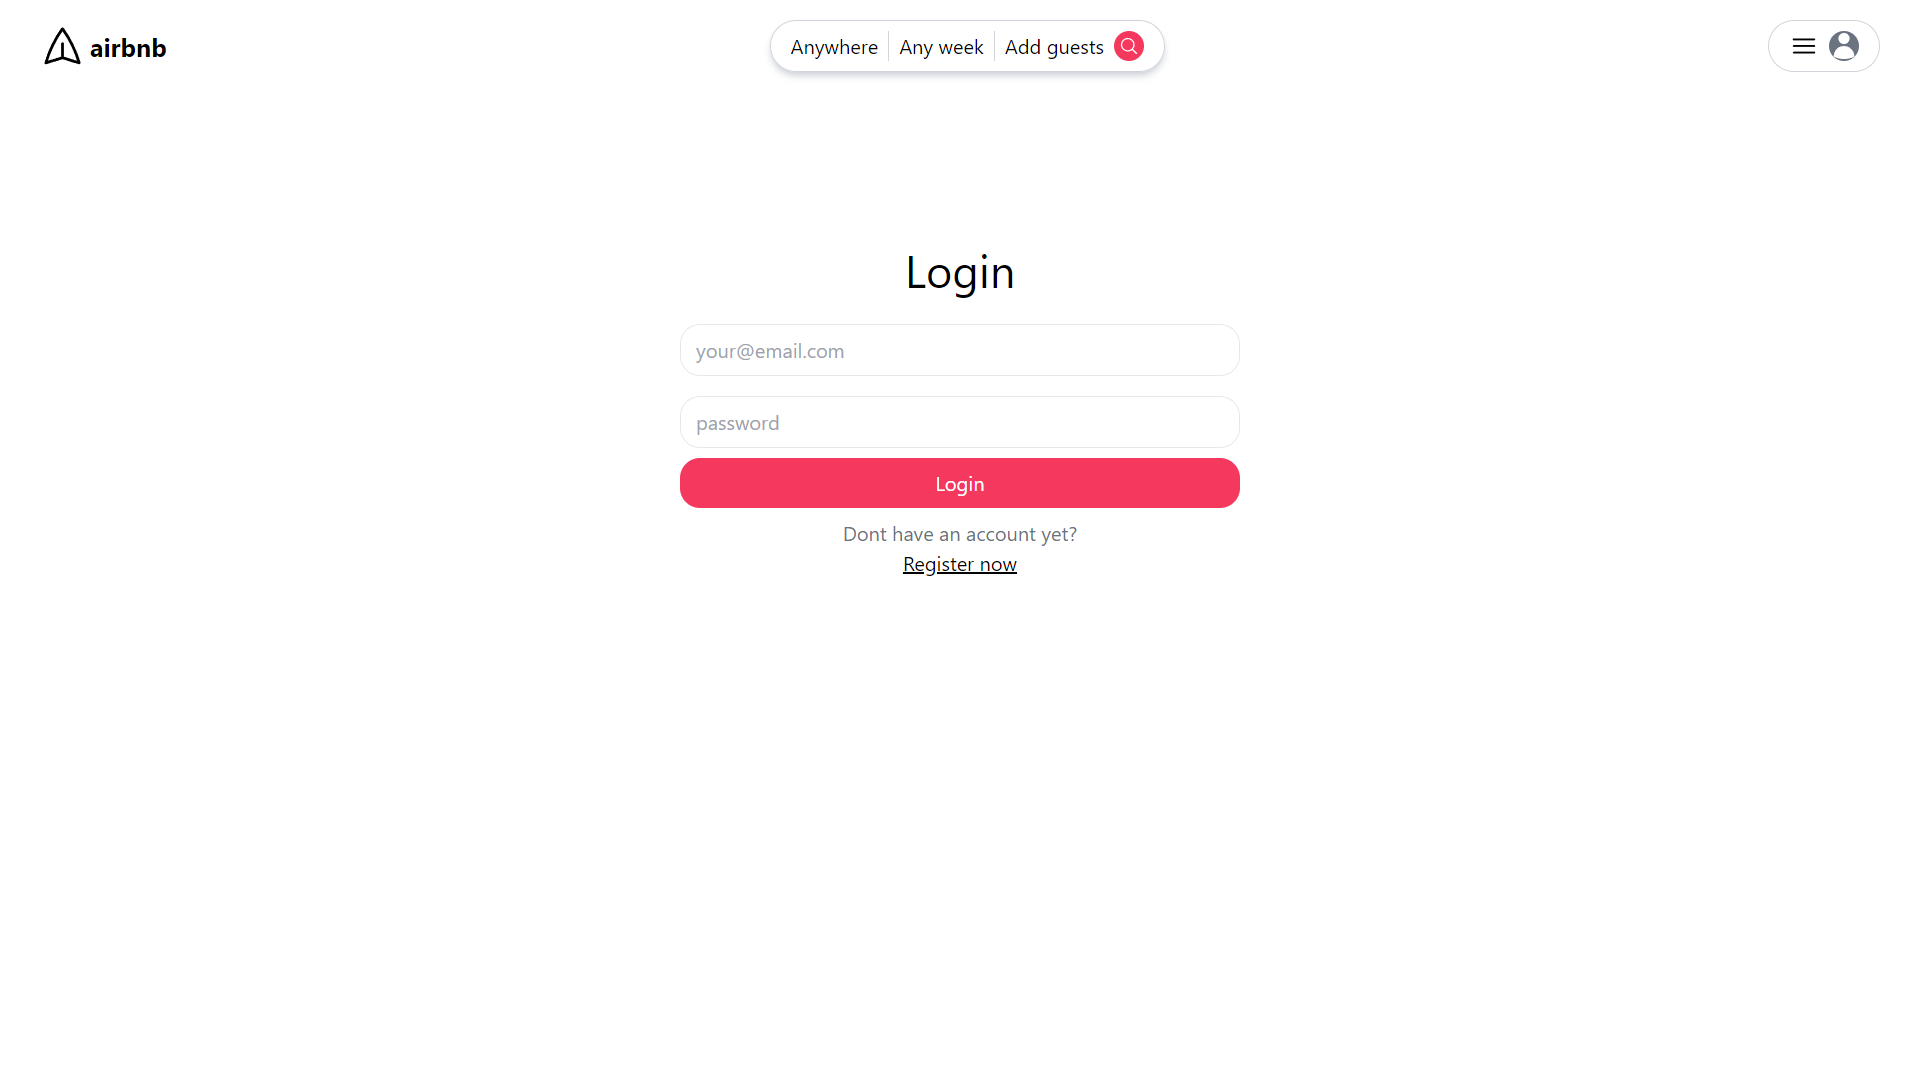 airbnb
Anywhere Any week Add guests
Login
your@email.com
password
Login
Dont have an account yet?
Register now